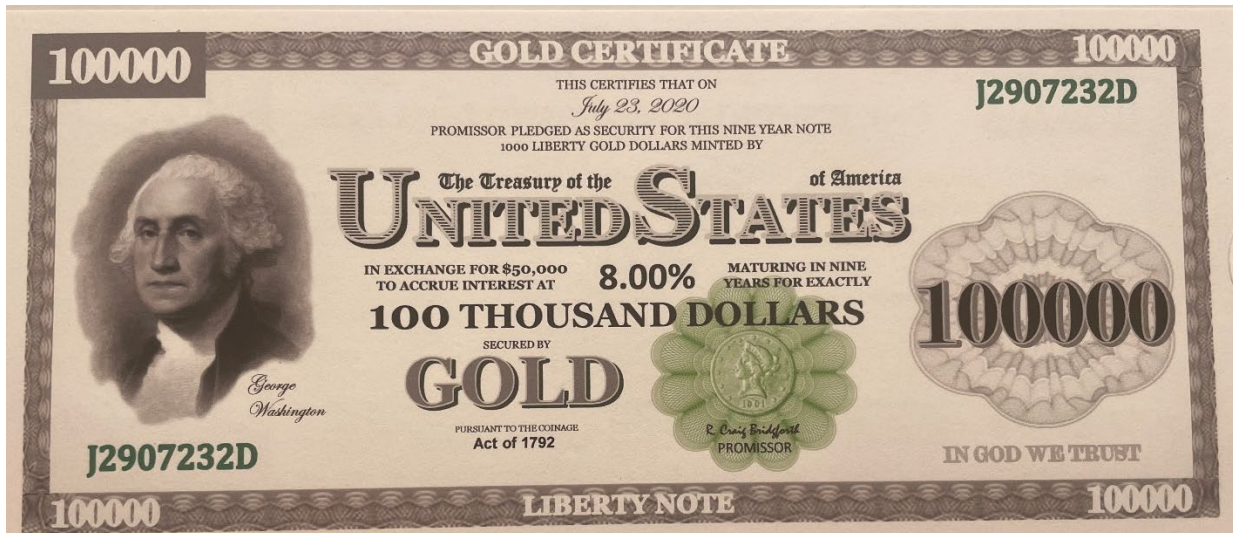 100000 GOLD CERTIFICATE 100000
THIS CERTIFIES THAT ON
July 23, 2020
J2907232D
PROMISSOR PLEDGED AS SECURITY FOR THIS NINE YEAR NOTE
1000 LIBERTY GOLD DOLLARS MINTED BY
The Treasury of the of America
UNITED STATES
IN EXCHANGE FOR $50,000
TO ACCRUE INTEREST AT
8.00%
MATURING IN NINE
YEARS FOR EXACTLY
100 THOUSAND DOLLARS
100000
SECURED BY
GOLD
George
Washington
1901
PURSUANT TO THE COINAGE
Act of 1792
R. Craig Bridgforth
PROMISSOR
J2907232D
IN GOD WE TRUST
100000 LIBERTY NOTE 100000